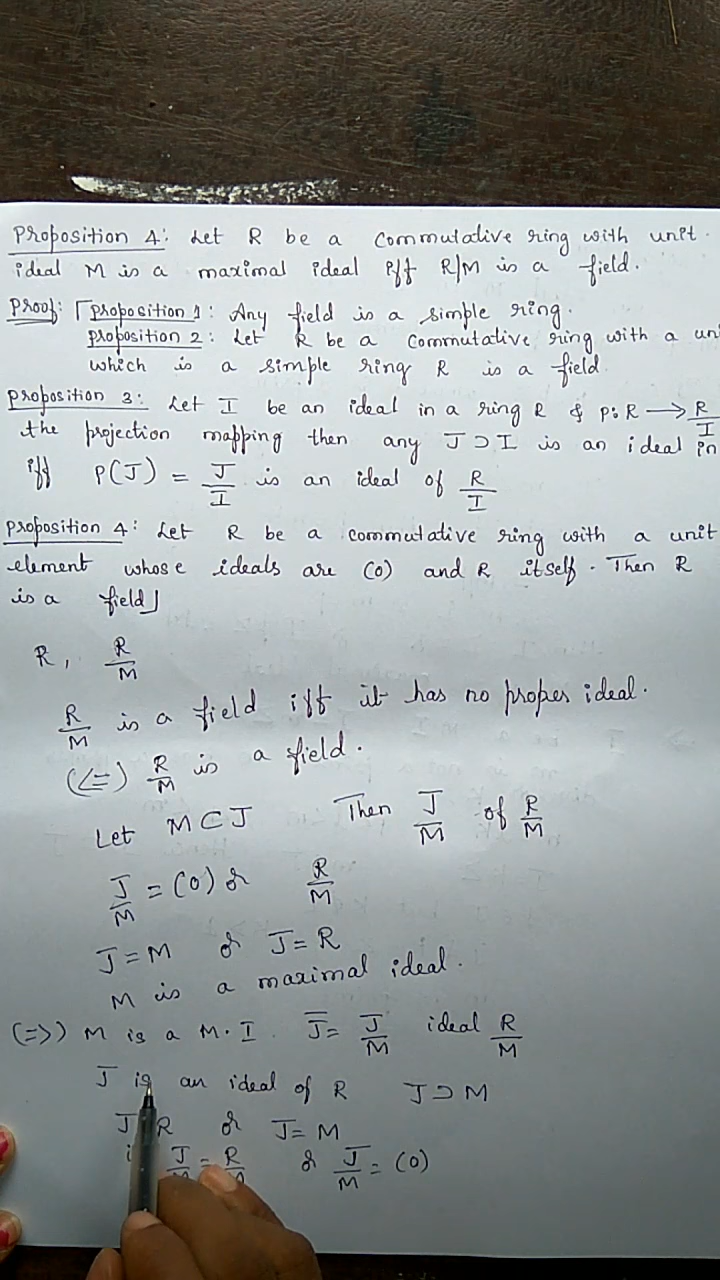 Proposition 4: Let R be a commutative ring with unit.
ideal M is a maximal ideal iff R/M is a field.
Proof: ⌈Proposition 1: Any field is a simple ring.
Proposition 2: Let R be a commutative ring with a uni
which is a simple ring R is a field
Proposition 3: Let I be an ideal in a ring R & p: R → R/I
the projection mapping then any J ⊃ I is an ideal in
iff P(J) = J/I is an ideal of R/I
Proposition 4: Let R be a commutative ring with a unit
element whose ideals are (0) and R itself. Then R
is a field⌋
R, R/M
R/M is a field iff it has no proper ideal.
(<=) R/M is a field.
Let M ⊂ J Then J/M of R/M
J/M = (0) or R/M
J = M or J = R
M is a maximal ideal.
(=>) M is a M.I. J̅ = J/M ideal R/M
J is an ideal of R J ⊃ M
J R or J = M
J/M = R/M or J/M = (0)